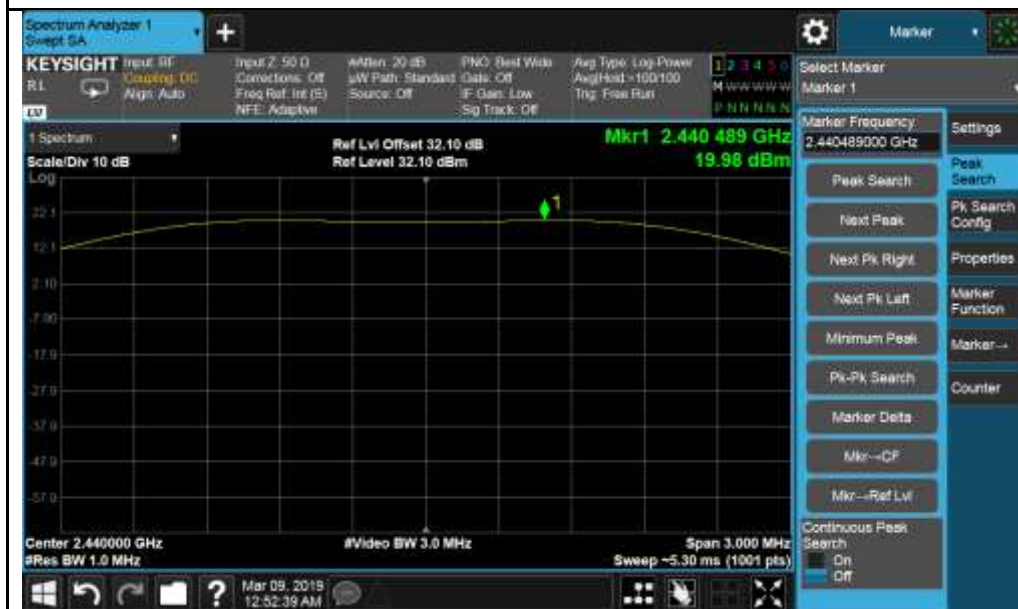 Spectrum Analyzer 1
Swept SA
Marker
KEYSIGHT
Input: RF
Coupling: DC
Align: Auto
Input Z: 50 Ω
Corrections: Off
Freq Ref: Int (S)
NFE: Adaptive
#Atten: 20 dB
µW Path: Standard
Source: Off
PNO: Best Wide
Gate: Off
IF Gain: Low
Sig Track: Off
Avg Type: Log-Power
Avg|Hold:>100/100
Trig: Free Run
1 2 3 4 5 6
M W W W W W
P N N N N N
Select Marker
Marker 1
1 Spectrum
Scale/Div 10 dB
Log
Ref Lvl Offset 32.10 dB
Ref Level 32.10 dBm
Mkr1 2.440 489 GHz
19.98 dBm
1
22.1
12.1
2.10
-7.90
-17.9
-27.9
-37.9
-47.9
-57.9
Center 2.440000 GHz
#Res BW 1.0 MHz
#Video BW 3.0 MHz
Span 3.000 MHz
Sweep ~5.30 ms (1001 pts)
Marker Frequency
2.440489000 GHz
Peak Search
Next Peak
Next Pk Right
Next Pk Left
Minimum Peak
Pk-Pk Search
Marker Delta
Mkr→CF
Mkr→Ref Lvl
Continuous Peak
Search
On
Off
Settings
Peak
Search
Pk Search
Config
Properties
Marker
Function
Marker→
Counter
?
Mar 09, 2019
12:52:39 AM